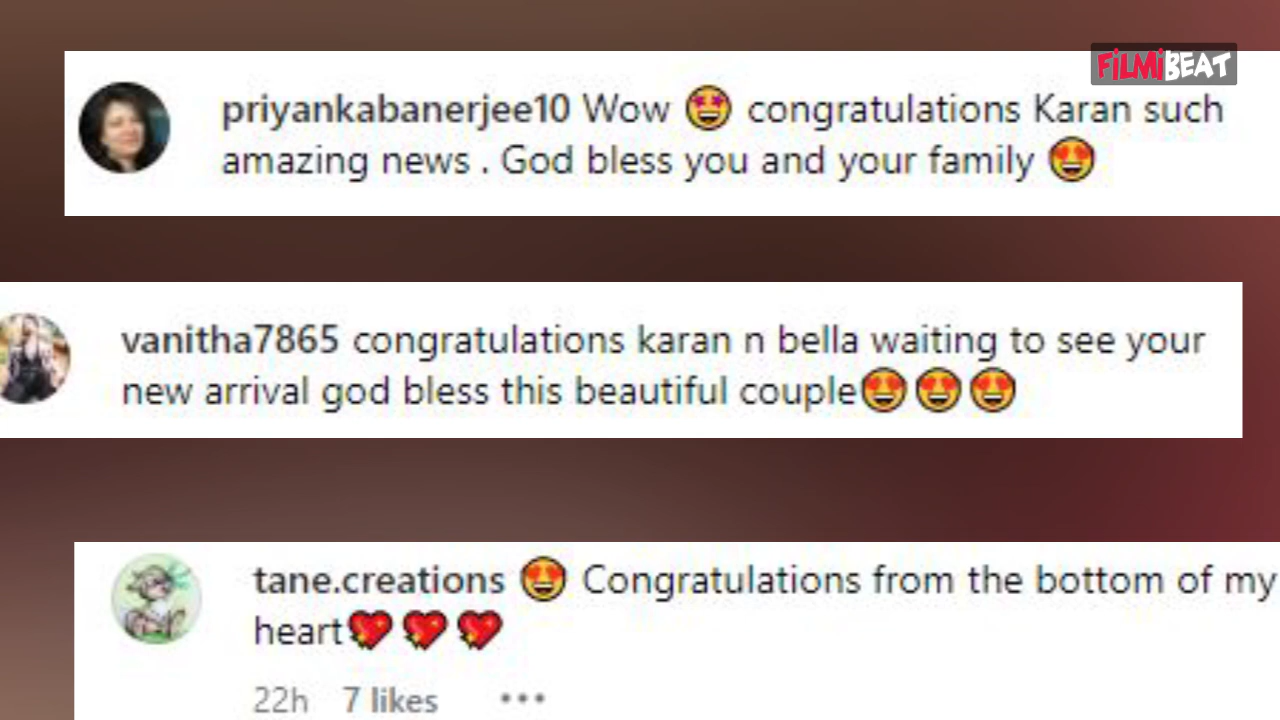 FILMIBEAT
priyankabanerjee10 Wow 🤩 congratulations Karan such
amazing news . God bless you and your family 😍
vanitha7865 congratulations karan n bella waiting to see your
new arrival god bless this beautiful couple😍😍😍
tane.creations 😍 Congratulations from the bottom of my
heart💖💖💖
22h 7 likes •••